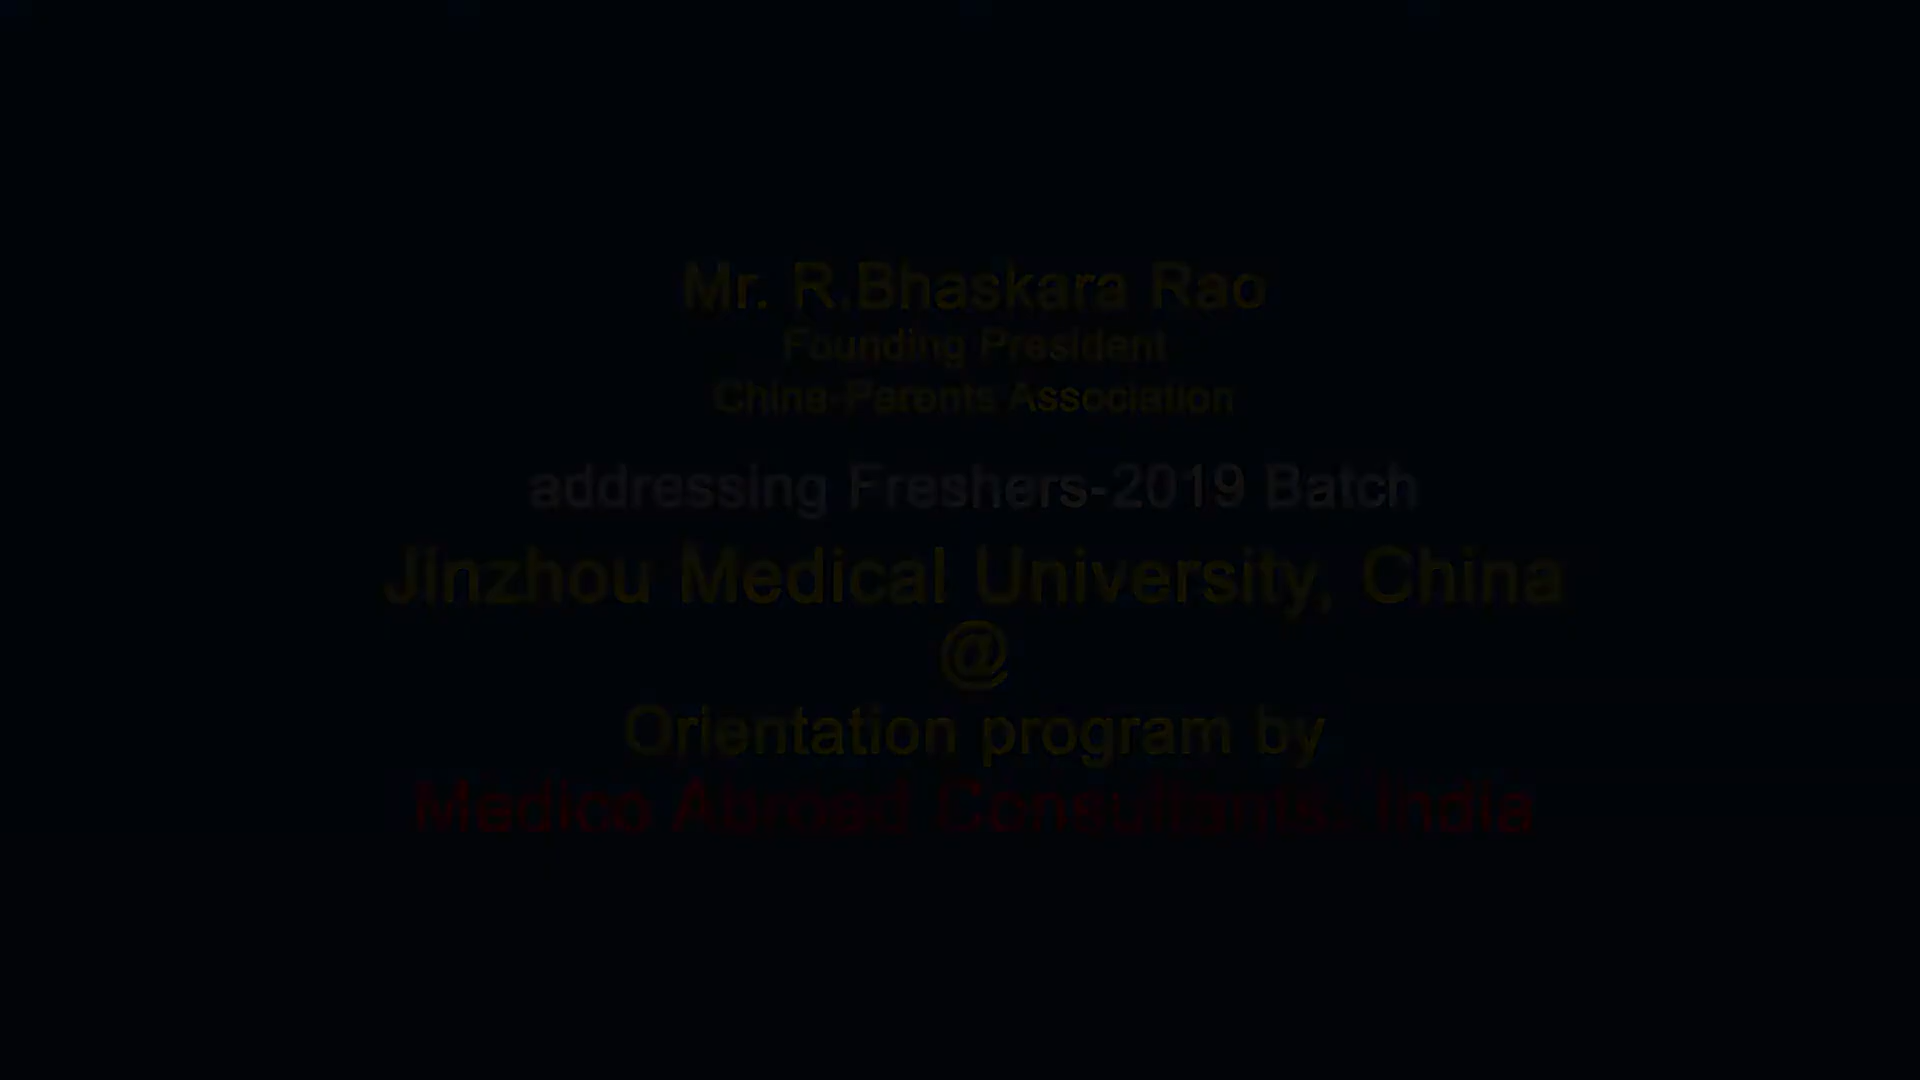 Mr. R.Bhaskara Rao
Founding President
China-Parents Association
addressing Freshers-2019 Batch
Jinzhou Medical University, China
@
Orientation program by
Medico Abroad Consultants, India